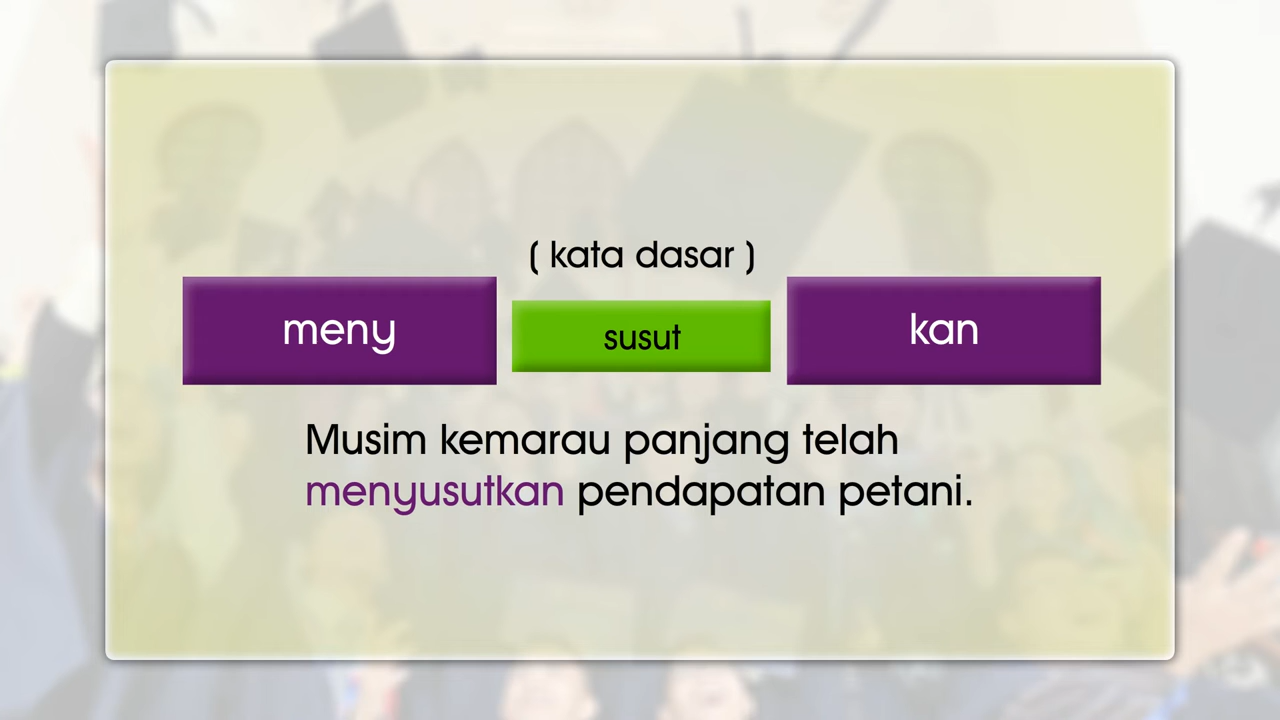 ( kata dasar )
meny susut kan
Musim kemarau panjang telah
menyusutkan pendapatan petani.